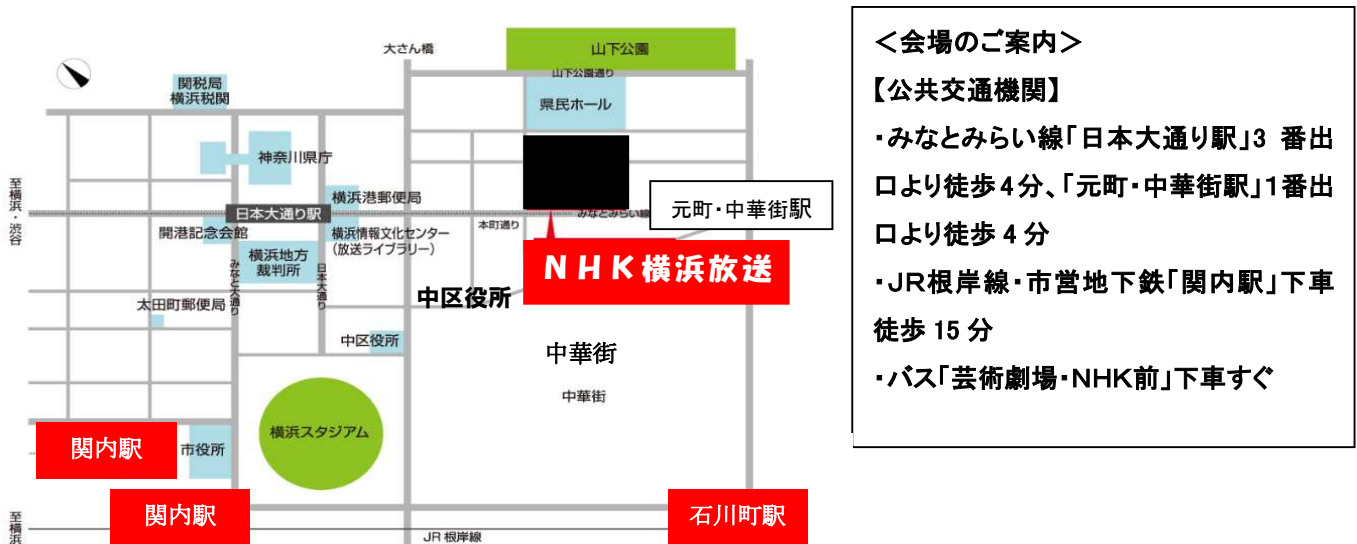 大さん橋
山下公園
山下公園通り
関税局
横浜税関
県民ホール
神奈川県庁
至横浜・渋谷
横浜港郵便局
日本大通り駅
みなとみらい線
元町・中華街駅
本町通り
開港記念会館
横浜情報文化センター
(放送ライブラリー)
横浜地方
裁判所
みなと大通り
日本大通り
NHK横浜放送
中区役所
太田町郵便局
中区役所
中華街
中華街
横浜スタジアム
関内駅
市役所
関内駅
石川町駅
至横浜
JR根岸線
<会場のご案内>
【公共交通機関】
・みなとみらい線「日本大通り駅」3 番出
口より徒歩4分、「元町・中華街駅」1番出
口より徒歩 4 分
・JR根岸線・市営地下鉄「関内駅」下車
徒歩 15 分
・バス「芸術劇場・NHK前」下車すぐ